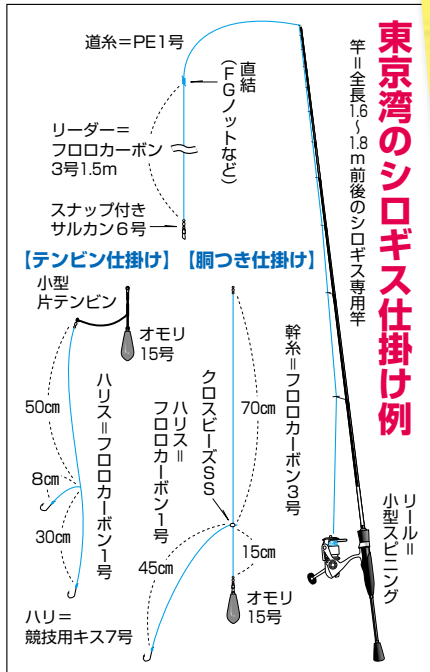 東京湾のシロギス仕掛け例
竿＝全長1.6〜1.8m前後のシロギス専用竿
道糸＝PE1号
直結
(FGノットなど)
リーダー＝
フロロカーボン
3号1.5m
スナップ付き
サルカン6号
【テンビン仕掛け】
小型
片テンビン
オモリ
15号
50cm
8cm
30cm
ハリス＝フロロカーボン1号
ハリ＝
競技用キス7号
【胴つき仕掛け】
幹糸＝フロロカーボン3号
70cm
クロスビーズSS
ハリス＝
フロロカーボン1号
45cm
15cm
オモリ
15号
リール＝
小型スピニング